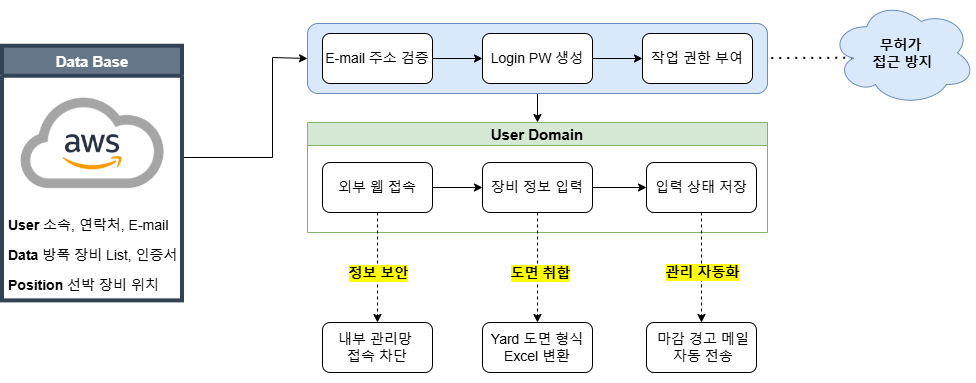 Data Base
aws
User 소속, 연락처, E-mail
Data 방폭 장비 List, 인증서
Position 선박 장비 위치
E-mail 주소 검증
Login PW 생성
작업 권한 부여
무허가
접근 방지
User Domain
외부 웹 접속
장비 정보 입력
입력 상태 저장
정보 보안
도면 취합
관리 자동화
내부 관리망
접속 차단
Yard 도면 형식
Excel 변환
마감 경고 메일
자동 전송